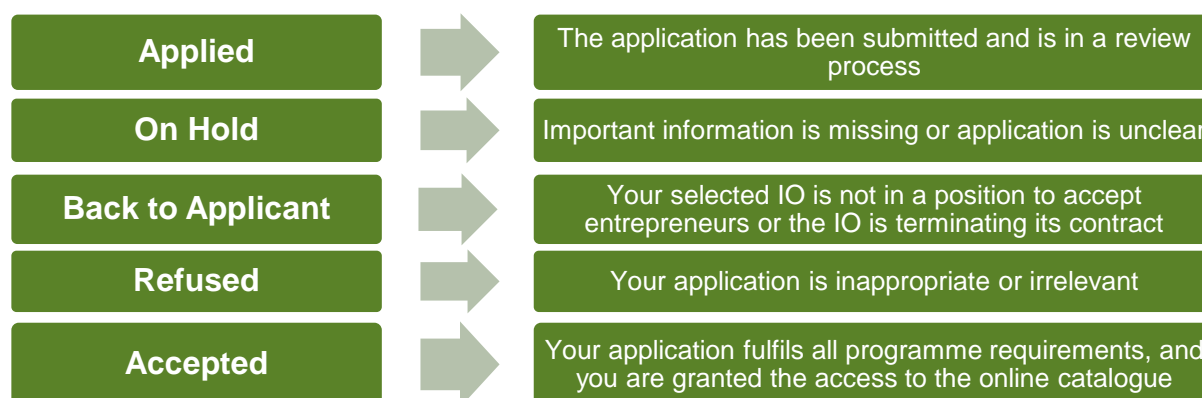 Applied
The application has been submitted and is in a review
process
On Hold
Important information is missing or application is unclear
Back to Applicant
Your selected IO is not in a position to accept
entrepreneurs or the IO is terminating its contract
Refused
Your application is inappropriate or irrelevant
Accepted
Your application fulfils all programme requirements, and
you are granted the access to the online catalogue